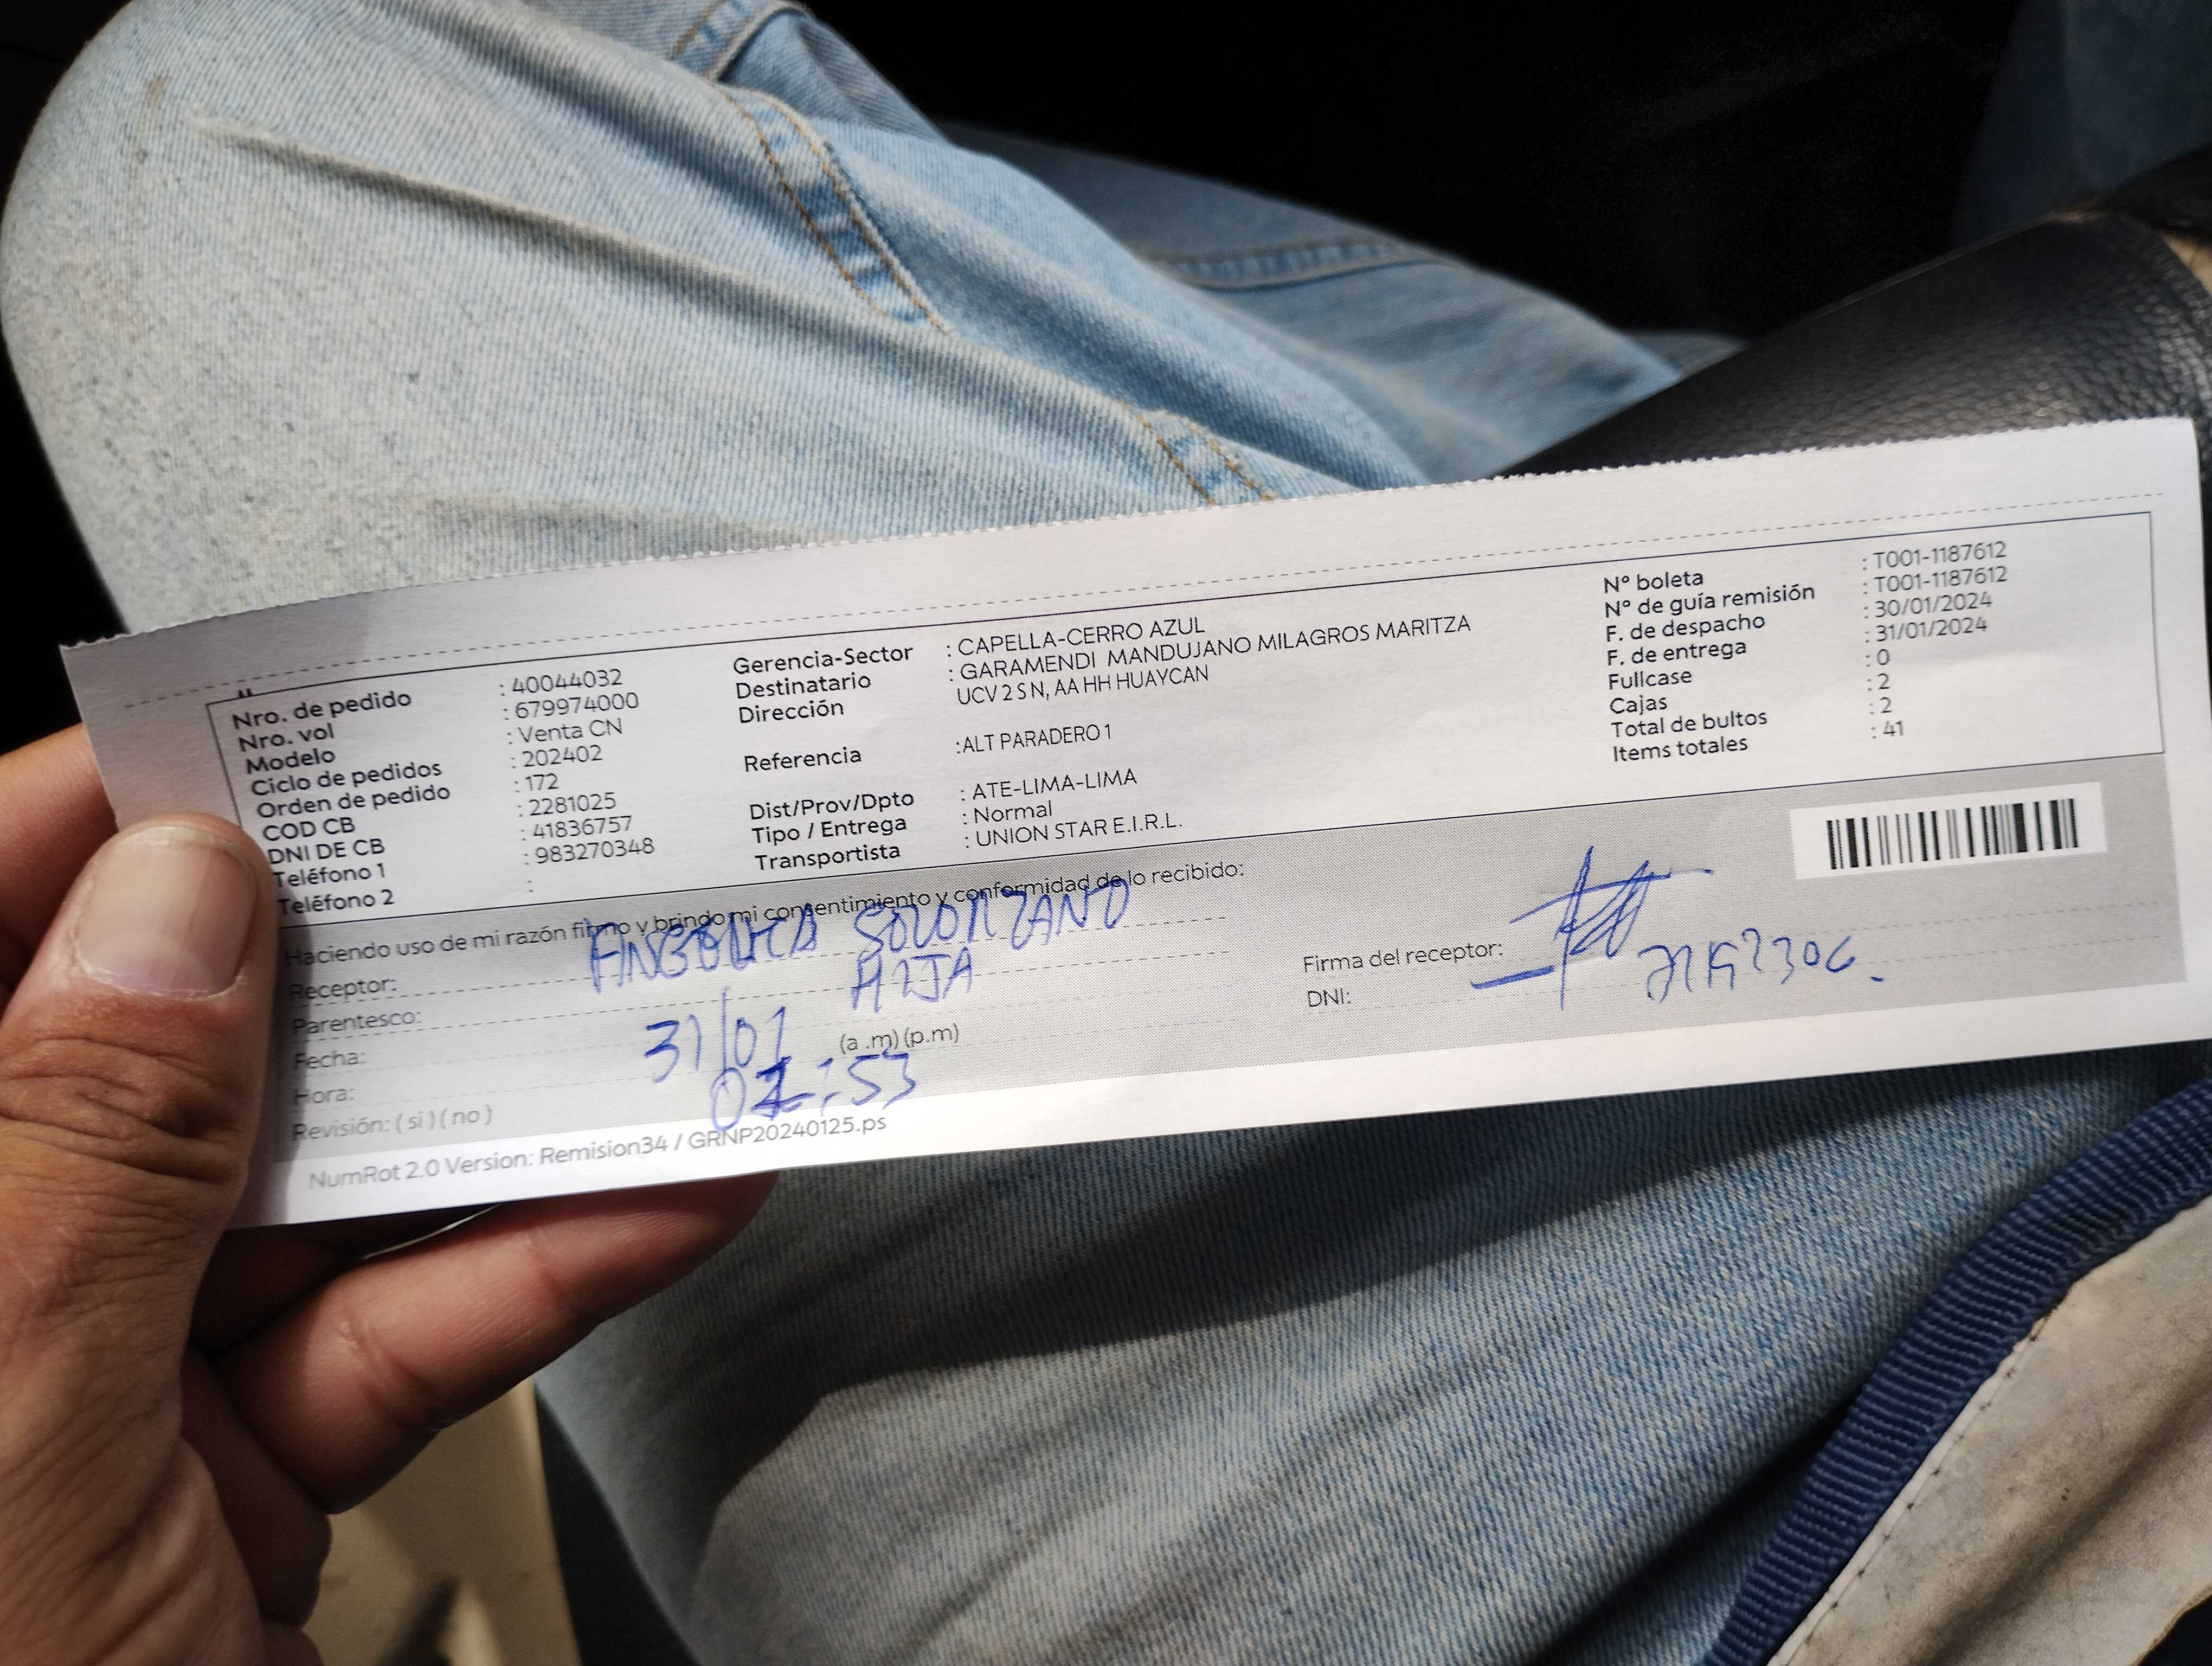 Nro. de pedido : 40044032
Nro. vol : 679974000
Modelo : Venta CN
Ciclo de pedidos : 202402
Orden de pedido : 172
COD CB : 2281025
DNI DE CB : 41836757
Teléfono 1 : 983270348
Teléfono 2 :
Gerencia-Sector : CAPELLA-CERRO AZUL
Destinatario : GARAMENDI MANDUJANO MILAGROS MARITZA
Dirección UCV 2 S N, AA HH HUAYCAN
Referencia : ALT PARADERO 1
Dist/Prov/Dpto : ATE-LIMA-LIMA
Tipo / Entrega : Normal
Transportista : UNION STAR E.I.R.L.
N° boleta : T001-1187612
N° de guía remisión : T001-1187612
F. de despacho : 30/01/2024
F. de entrega : 31/01/2024
Fullcase : 0
Cajas : 2
Total de bultos : 2
Items totales : 41
Haciendo uso de mi razón firmo y brindo mi consentimiento y conformidad de lo recibido:
Receptor: SOLORZANO
Parentesco: HIJA
Fecha: 31/01
Hora: (a .m) (p.m)
Revisión: ( si ) ( no )
Firma del receptor:
DNI:
NumRot 2.0 Version: Remision34 / GRNP20240125.ps